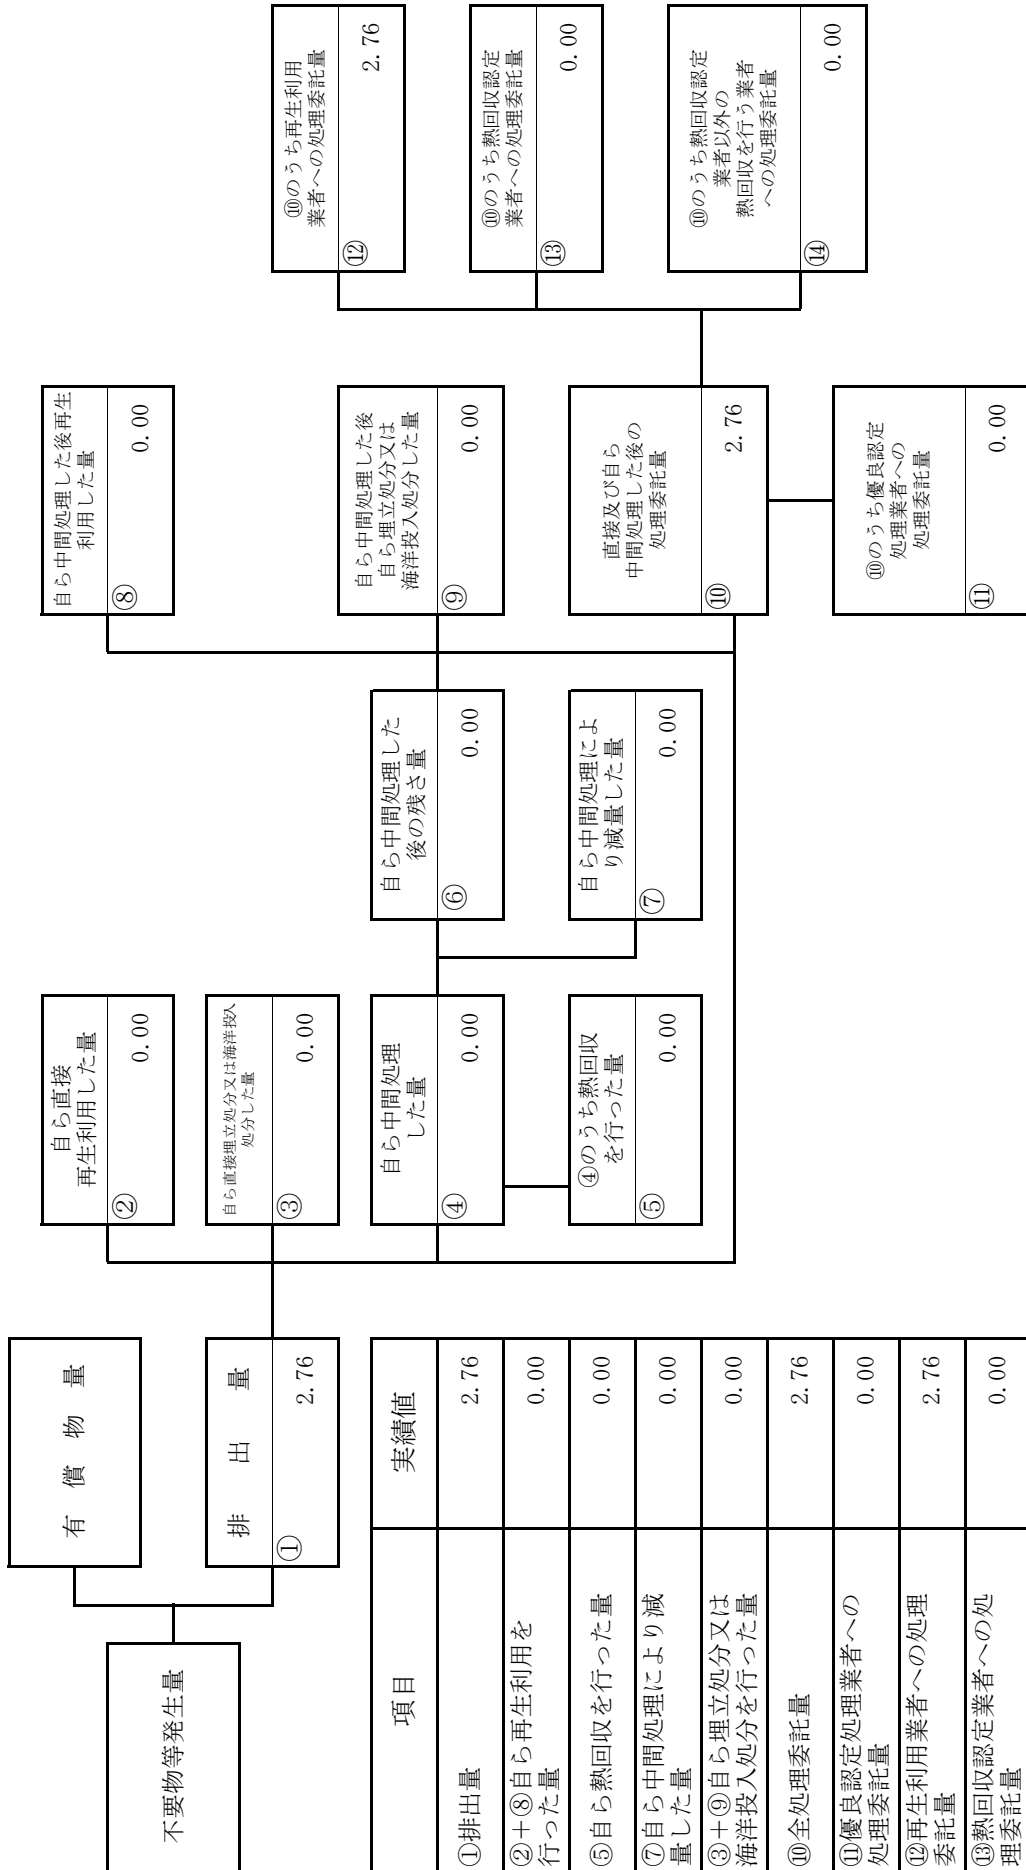 不要物等発生量
有償物量
排出量
①
2.76
自ら直接
再生利用した量
②
0.00
自ら直接埋立処分又は海洋投入
処分した量
③
0.00
自ら中間処理
した量
④
0.00
④のうち熱回収
を行った量
⑤
0.00
自ら中間処理した
後の残さ量
⑥
0.00
自ら中間処理によ
り減量した量
⑦
0.00
自ら中間処理した後再生
利用した量
⑧
0.00
自ら中間処理した後
自ら埋立処分又は
海洋投入処分した量
⑨
0.00
直接及び自ら
中間処理した後の
処理委託量
⑩
2.76
⑩のうち優良認定
処理業者への
処理委託量
⑪
0.00
⑩のうち再生利用
業者への処理委託量
⑫
2.76
⑩のうち熱回収認定
業者への処理委託量
⑬
0.00
⑩のうち熱回収認定
業者以外の
熱回収を行う業者
への処理委託量
⑭
0.00
項目
実績値
①排出量
2.76
②+⑧自ら再生利用を
行った量
0.00
⑤自ら熱回収を行った量
0.00
⑦自ら中間処理により減
量した量
0.00
③+⑨自ら埋立処分又は
海洋投入処分を行った量
0.00
⑩全処理委託量
2.76
⑪優良認定処理業者への
処理委託量
0.00
⑫再生利用業者への処理
委託量
2.76
⑬熱回収認定業者への処
理委託量
0.00